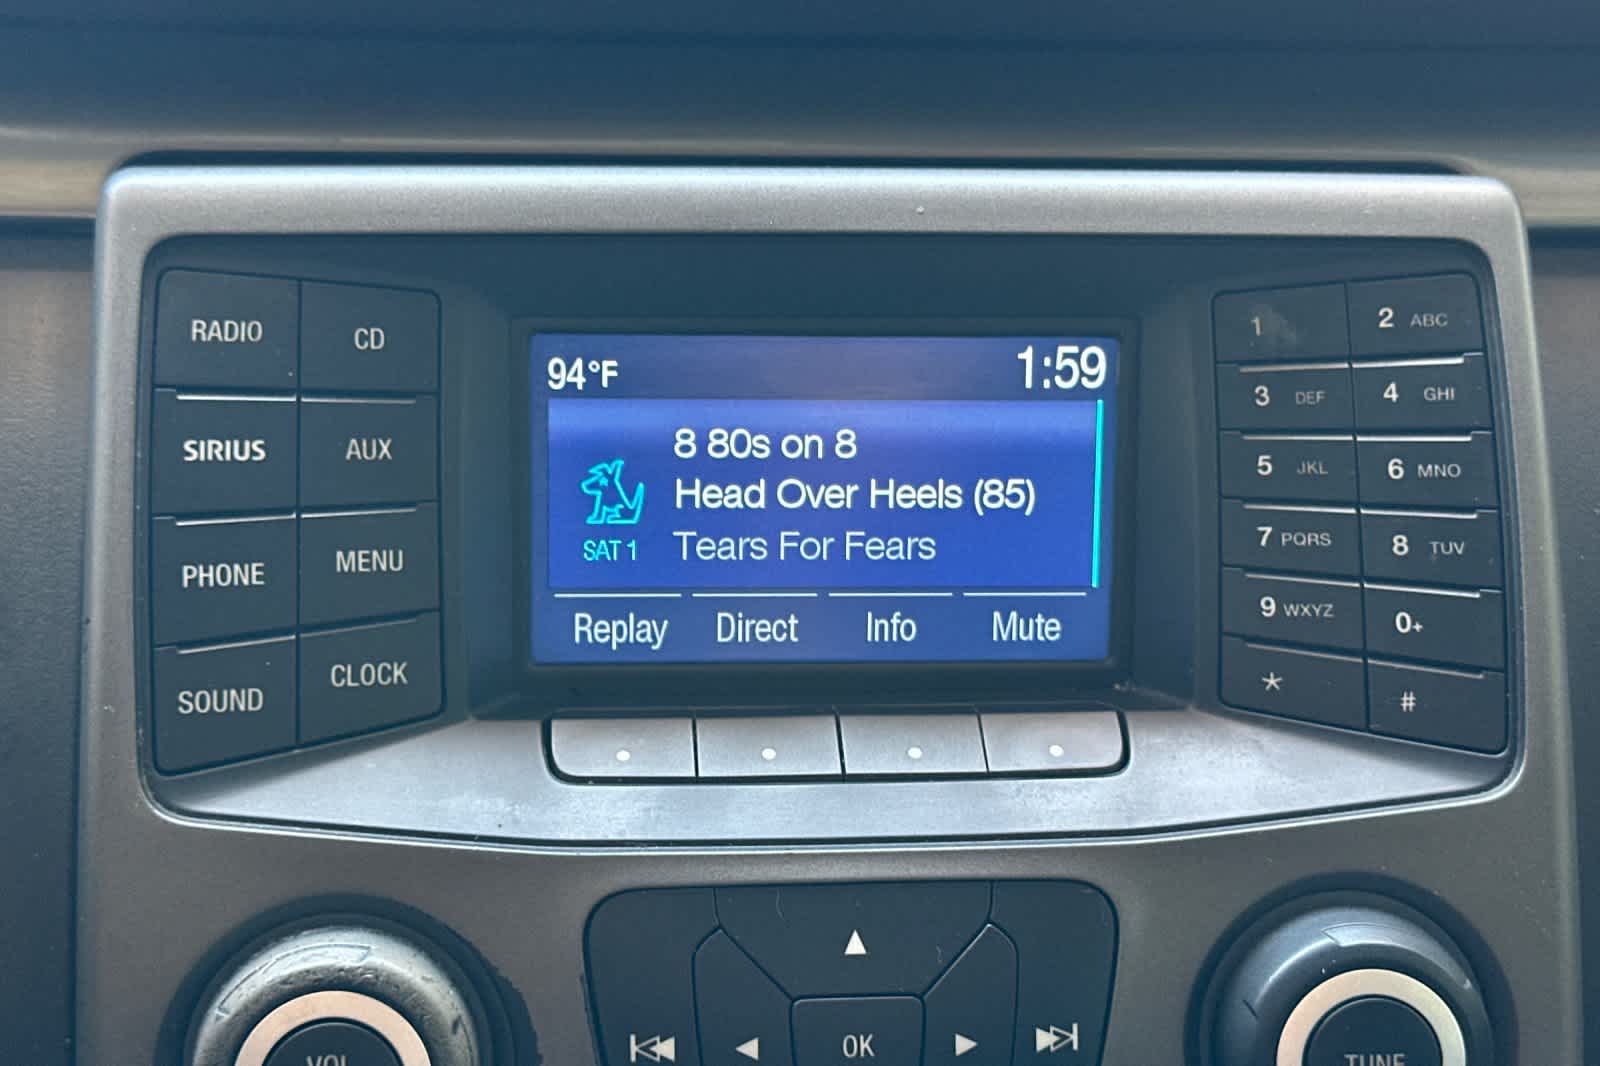 94°F 1:59
8 80s on 8
Head Over Heels (85)
SAT 1 Tears For Fears
Replay Direct Info Mute
RADIO CD
SIRIUS AUX
PHONE MENU
SOUND CLOCK
1 2 ABC
3 DEF 4 GHI
5 JKL 6 MNO
7 PQRS 8 TUV
9 WXYZ 0+
* #
OK
VOL TUNE